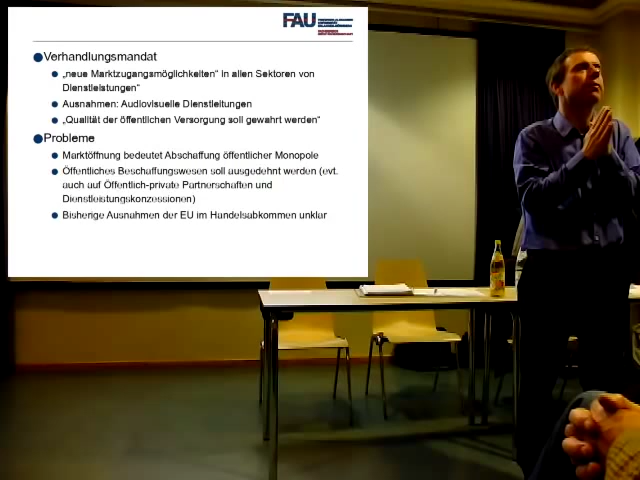 FAU
Verhandlungsmandat
„neue Marktzugangsmöglichkeiten“ in allen Sektoren von
Dienstleistungen“
Ausnahmen: Audiovisuelle Dienstleitungen
„Qualität der öffentlichen Versorgung soll gewahrt werden“
Probleme
Marktöffnung bedeutet Abschaffung öffentlicher Monopole
Öffentliches Beschaffungswesen soll ausgedehnt werden (evt.
auch auf Öffentlich-private Partnerschaften und
Dienstleistungskonzessionen)
Bisherige Ausnahmen der EU im Handelsabkommen unklar